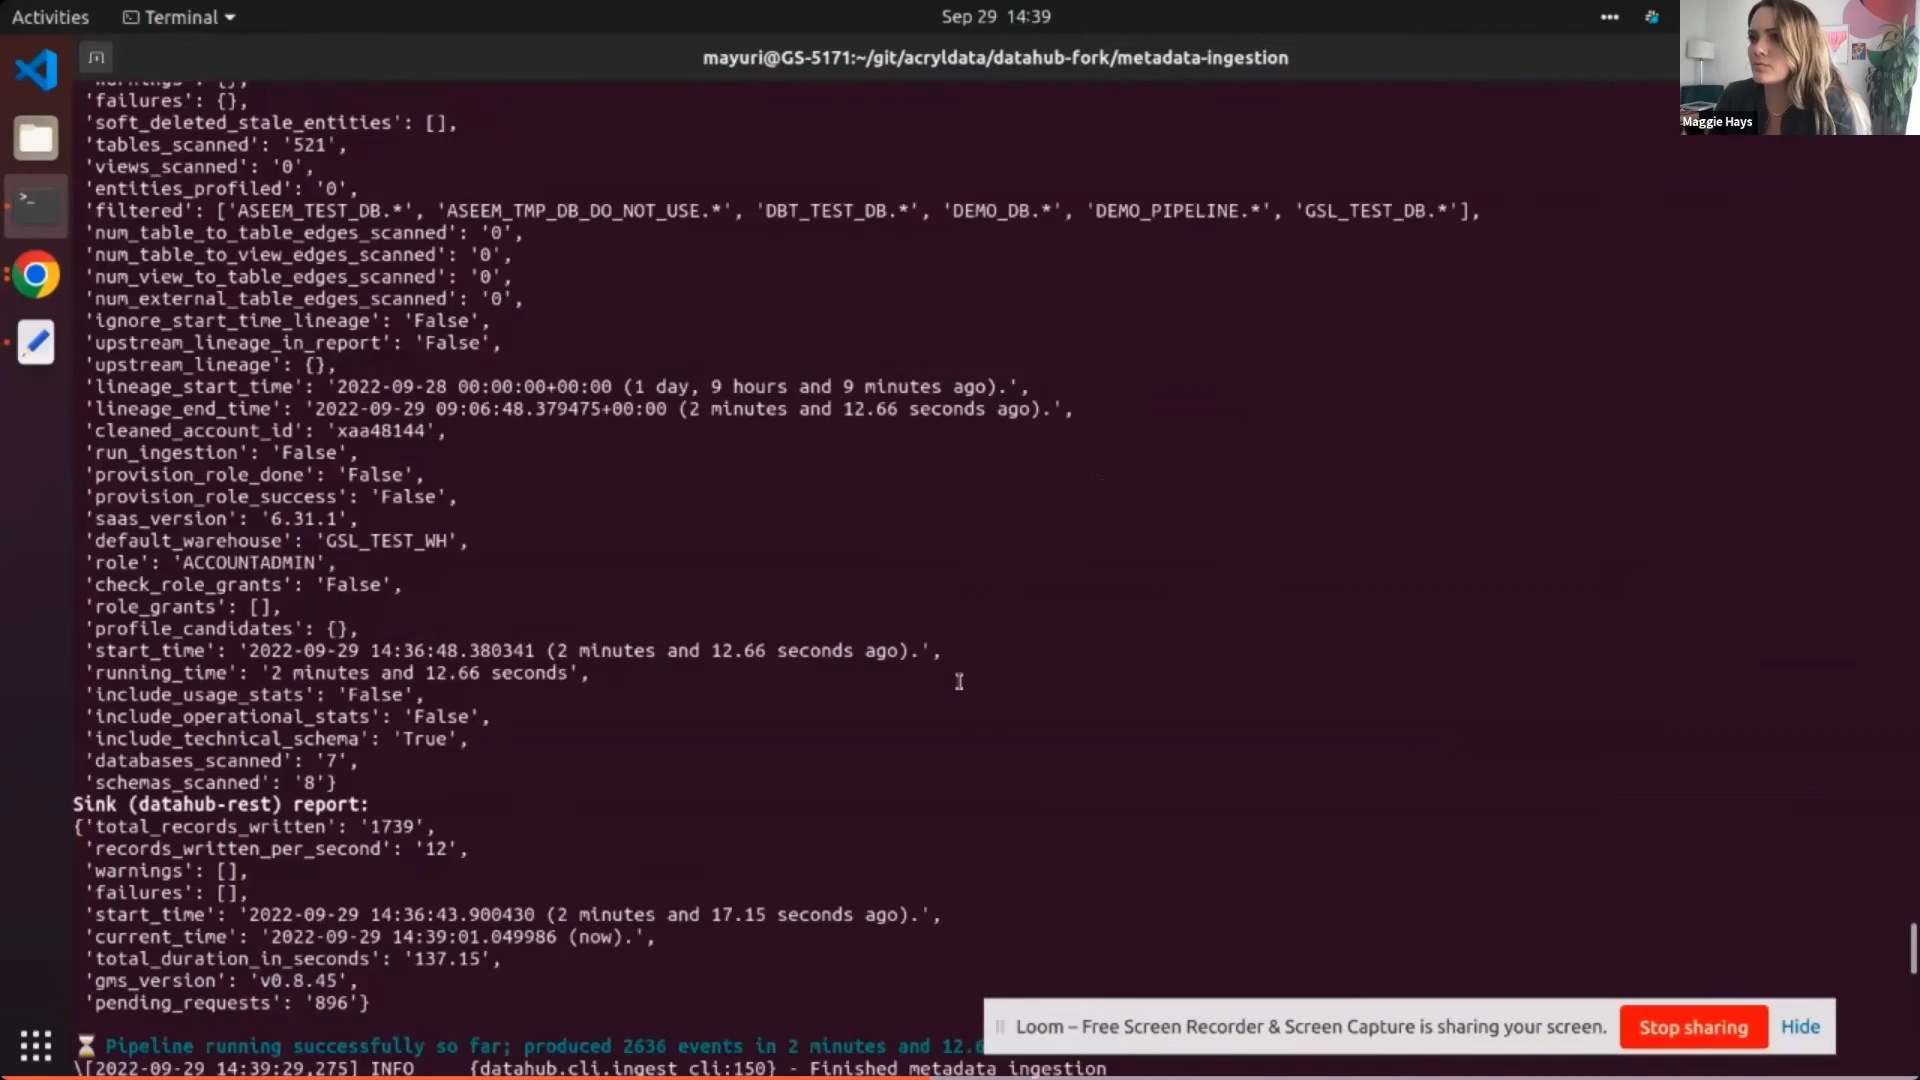 Activities
Terminal
Sep 29 14:39
mayuri@GS-5171:~/git/acryldata/datahub-fork/metadata-ingestion
Maggie Hays
'warnings': {},
'failures': {},
'soft_deleted_stale_entities': [],
'tables_scanned': '521',
'views_scanned': '0',
'entities_profiled': '0',
'filtered': ['ASEEM_TEST_DB.*', 'ASEEM_TMP_DB_DO_NOT_USE.*', 'DBT_TEST_DB.*', 'DEMO_DB.*', 'DEMO_PIPELINE.*', 'GSL_TEST_DB.*'],
'num_table_to_table_edges_scanned': '0',
'num_table_to_view_edges_scanned': '0',
'num_view_to_table_edges_scanned': '0',
'num_external_table_edges_scanned': '0',
'ignore_start_time_lineage': 'False',
'upstream_lineage_in_report': 'False',
'upstream_lineage': {},
'lineage_start_time': '2022-09-28 00:00:00+00:00 (1 day, 9 hours and 9 minutes ago).',
'lineage_end_time': '2022-09-29 09:06:48.379475+00:00 (2 minutes and 12.66 seconds ago).',
'cleaned_account_id': 'xaa48144',
'run_ingestion': 'False',
'provision_role_done': 'False',
'provision_role_success': 'False',
'saas_version': '6.31.1',
'default_warehouse': 'GSL_TEST_WH',
'role': 'ACCOUNTADMIN',
'check_role_grants': 'False',
'role_grants': [],
'profile_candidates': {},
'start_time': '2022-09-29 14:36:48.380341 (2 minutes and 12.66 seconds ago).',
'running_time': '2 minutes and 12.66 seconds',
'include_usage_stats': 'False',
'include_operational_stats': 'False',
'include_technical_schema': 'True',
'databases_scanned': '7',
'schemas_scanned': '8'}
Sink (datahub-rest) report:
{'total_records_written': '1739',
'records_written_per_second': '12',
'warnings': [],
'failures': [],
'start_time': '2022-09-29 14:36:43.900430 (2 minutes and 17.15 seconds ago).',
'current_time': '2022-09-29 14:39:01.049986 (now).',
'total_duration_in_seconds': '137.15',
'gms_version': 'v0.8.45',
'pending_requests': '896'}
Loom – Free Screen Recorder & Screen Capture is sharing your screen.
Stop sharing
Hide
Pipeline running successfully so far; produced 2636 events in 2 minutes and 12.6
\[2022-09-29 14:39:29,275] INFO {datahub.cli.ingest_cli:150} - Finished metadata ingestion